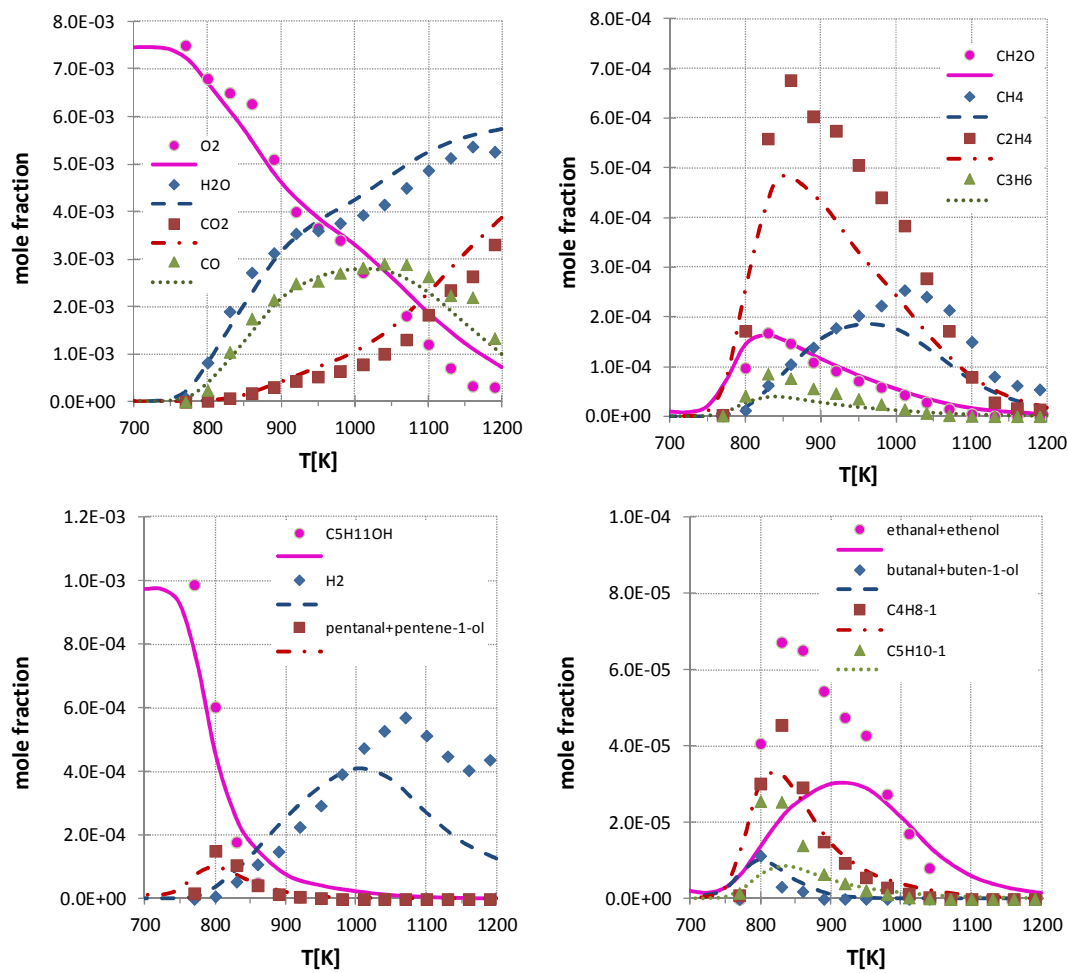 8.0E-03
7.0E-03
6.0E-03
5.0E-03
4.0E-03
3.0E-03
2.0E-03
1.0E-03
0.0E+00
mole fraction
O2
H2O
CO2
CO
700 800 900 1000 1100 1200
T[K]
8.0E-04
7.0E-04
6.0E-04
5.0E-04
4.0E-04
3.0E-04
2.0E-04
1.0E-04
0.0E+00
mole fraction
CH2O
CH4
C2H4
C3H6
700 800 900 1000 1100 1200
T[K]
1.2E-03
1.0E-03
8.0E-04
6.0E-04
4.0E-04
2.0E-04
0.0E+00
mole fraction
C5H11OH
H2
pentanal+pentene-1-ol
700 800 900 1000 1100 1200
T[K]
1.0E-04
8.0E-05
6.0E-05
4.0E-05
2.0E-05
0.0E+00
mole fraction
ethanal+ethenol
butanal+buten-1-ol
C4H8-1
C5H10-1
700 800 900 1000 1100 1200
T[K]